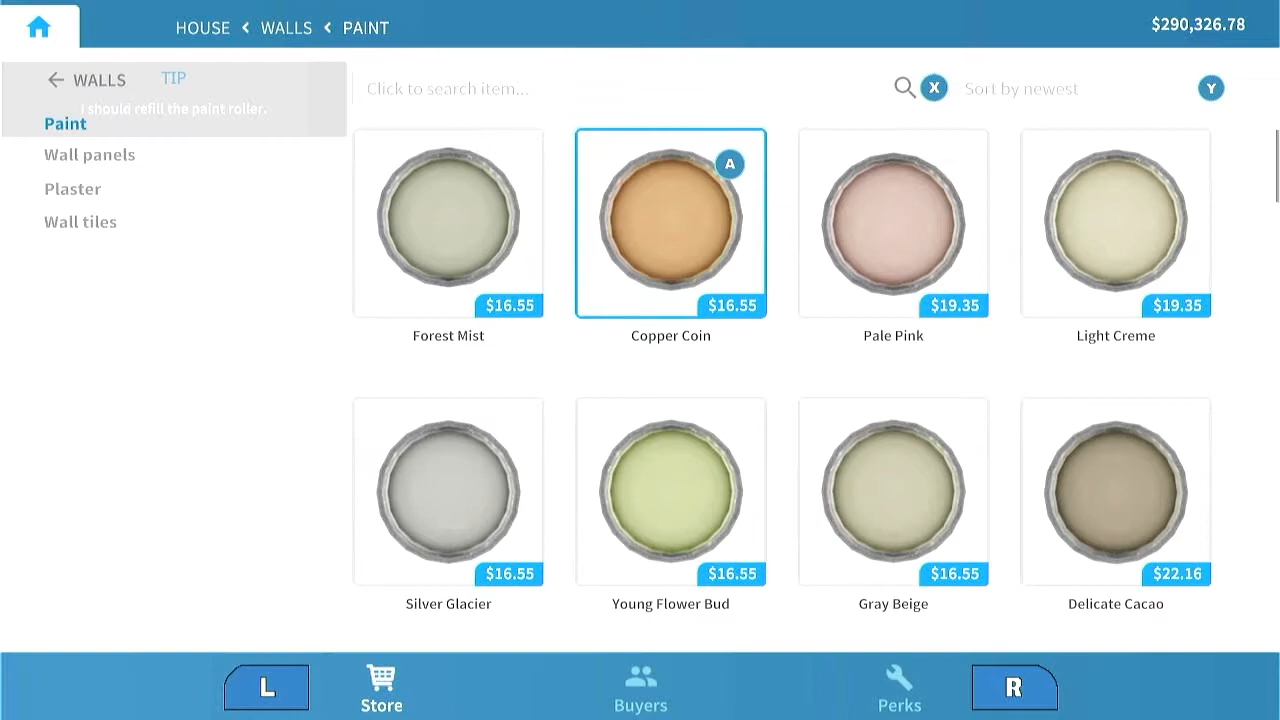 HOUSE < WALLS < PAINT
$290,326.78
WALLS
TIP
I should refill the paint roller.
Paint
Wall panels
Plaster
Wall tiles
Click to search item...
X
Sort by newest
Y
A
$16.55
$16.55
$19.35
$19.35
Forest Mist
Copper Coin
Pale Pink
Light Creme
$16.55
$16.55
$16.55
$22.16
Silver Glacier
Young Flower Bud
Gray Beige
Delicate Cacao
L
Store
Buyers
Perks
R